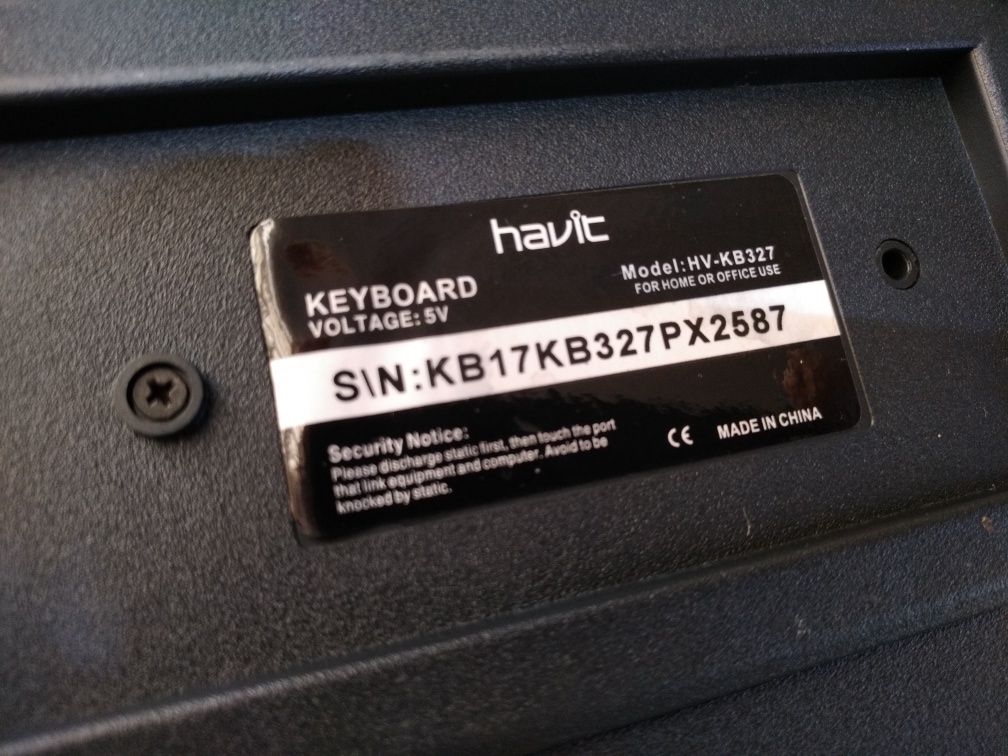 havit
KEYBOARD
VOLTAGE: 5V
Model:HV-KB327
FOR HOME OR OFFICE USE
S\N:KB17KB327PX2587
Security Notice:
Please discharge static first, then touch the port
that link equipment and computer. Avoid to be
knocked by static.
CE
MADE IN CHINA